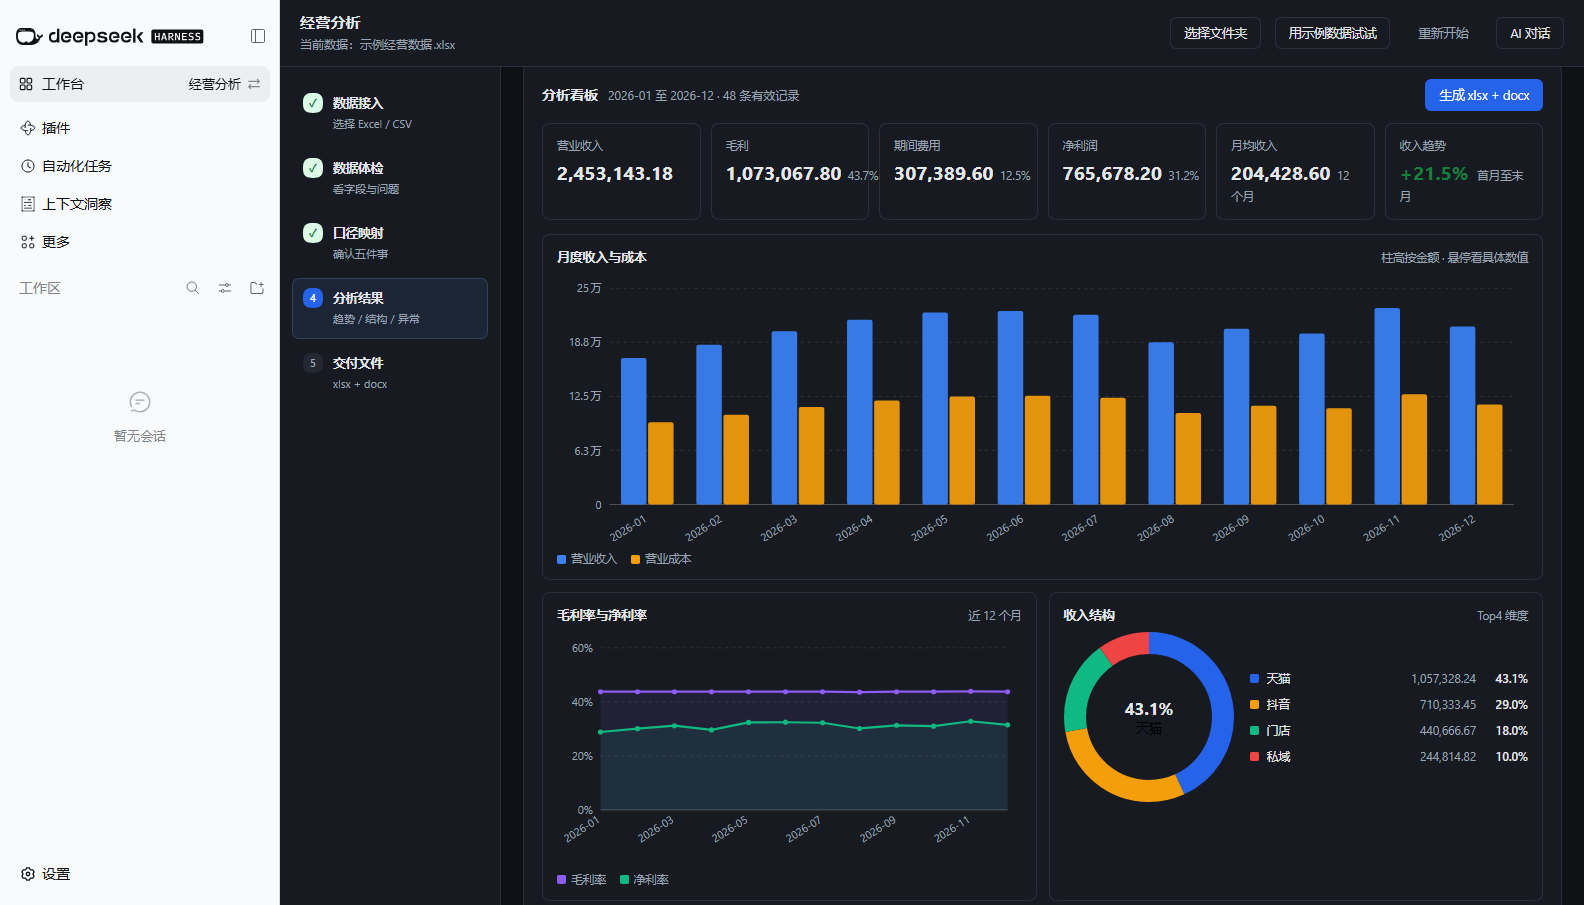 deepseek HARNESS
工作台 经营分析
插件
自动化任务
上下文洞察
更多
工作区
暂无会话
设置
经营分析
当前数据：示例经营数据.xlsx
选择文件夹
用示例数据试试
重新开始
AI 对话
✓ 数据接入
选择 Excel / CSV
✓ 数据体检
看字段与问题
✓ 口径映射
确认五件事
4 分析结果
趋势 / 结构 / 异常
5 交付文件
xlsx + docx
分析看板 2026-01 至 2026-12 · 48 条有效记录
生成 xlsx + docx
营业收入
2,453,143.18
毛利
1,073,067.80 43.7%
期间费用
307,389.60 12.5%
净利润
765,678.20 31.2%
月均收入
204,428.60 12
个月
收入趋势
+21.5% 首月至末
月
月度收入与成本
柱高按金额 · 悬停看具体数值
25万
18.8万
12.5万
6.3万
0
2026-01
2026-02
2026-03
2026-04
2026-05
2026-06
2026-07
2026-08
2026-09
2026-10
2026-11
2026-12
营业收入 营业成本
毛利率与净利率
近 12 个月
60%
40%
20%
0%
2026-01
2026-03
2026-05
2026-07
2026-09
2026-11
毛利率 净利率
收入结构
Top4 维度
43.1%
天猫
天猫 1,057,328.24 43.1%
抖音 710,333.45 29.0%
门店 440,666.67 18.0%
私域 244,814.82 10.0%